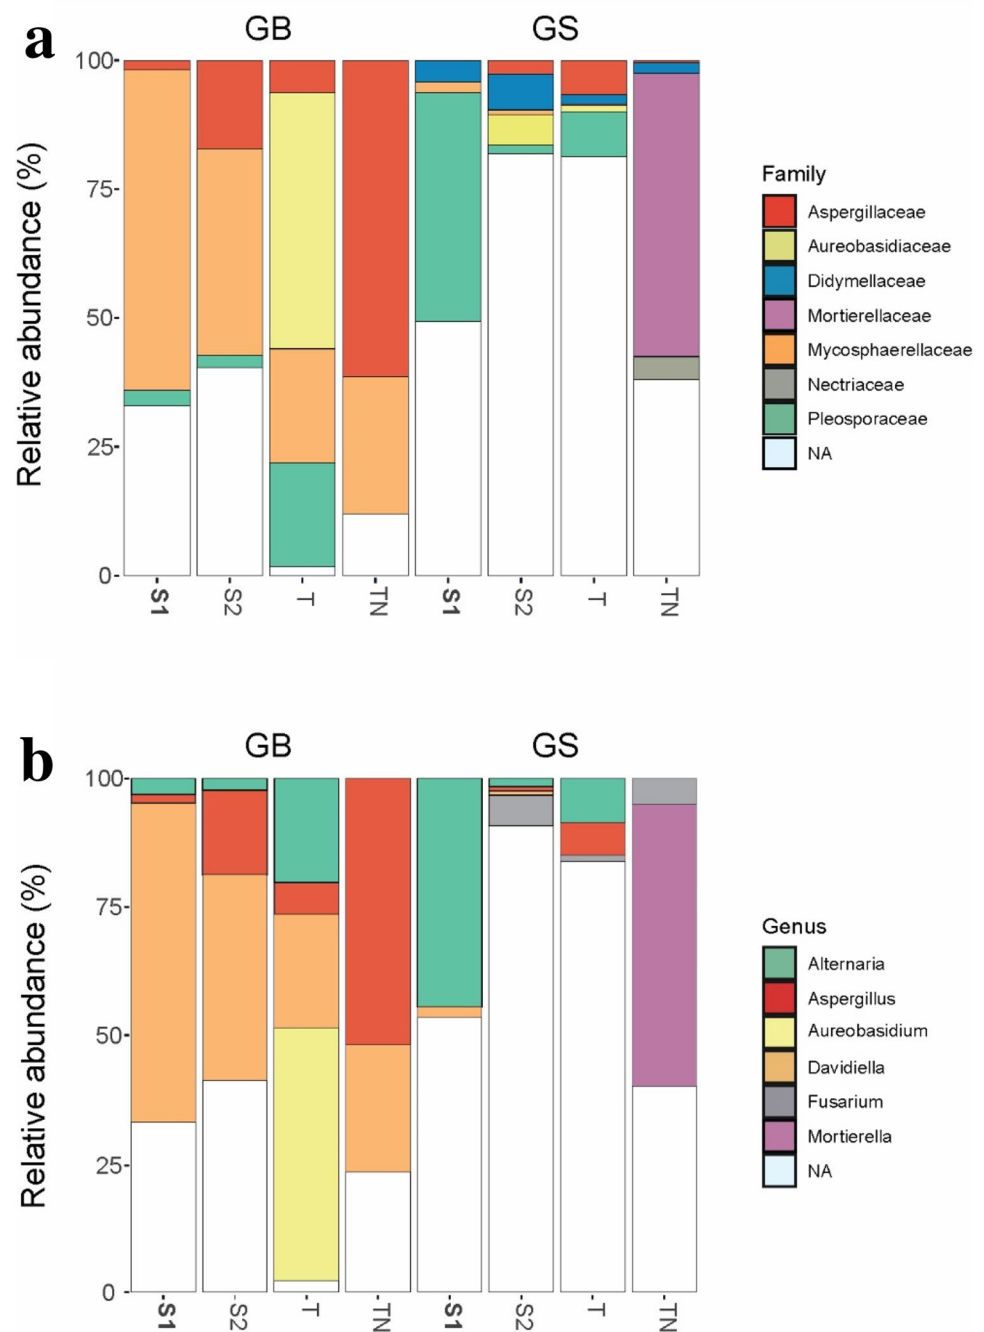 a
GB GS
Relative abundance (%)
100
75
50
25
0
S1 S2 T TN S1 S2 T TN
Family
Aspergillaceae
Aureobasidiaceae
Didymellaceae
Mortierellaceae
Mycosphaerellaceae
Nectriaceae
Pleosporaceae
NA
b
GB GS
Relative abundance (%)
100
75
50
25
0
S1 S2 T TN S1 S2 T TN
Genus
Alternaria
Aspergillus
Aureobasidium
Davidiella
Fusarium
Mortierella
NA